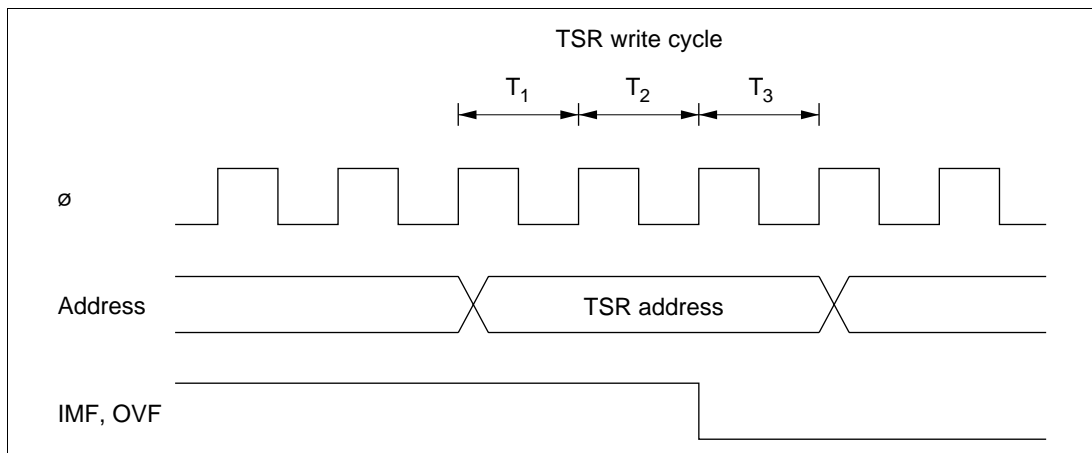 TSR write cycle
T1 T2 T3
ø
Address TSR address
IMF, OVF